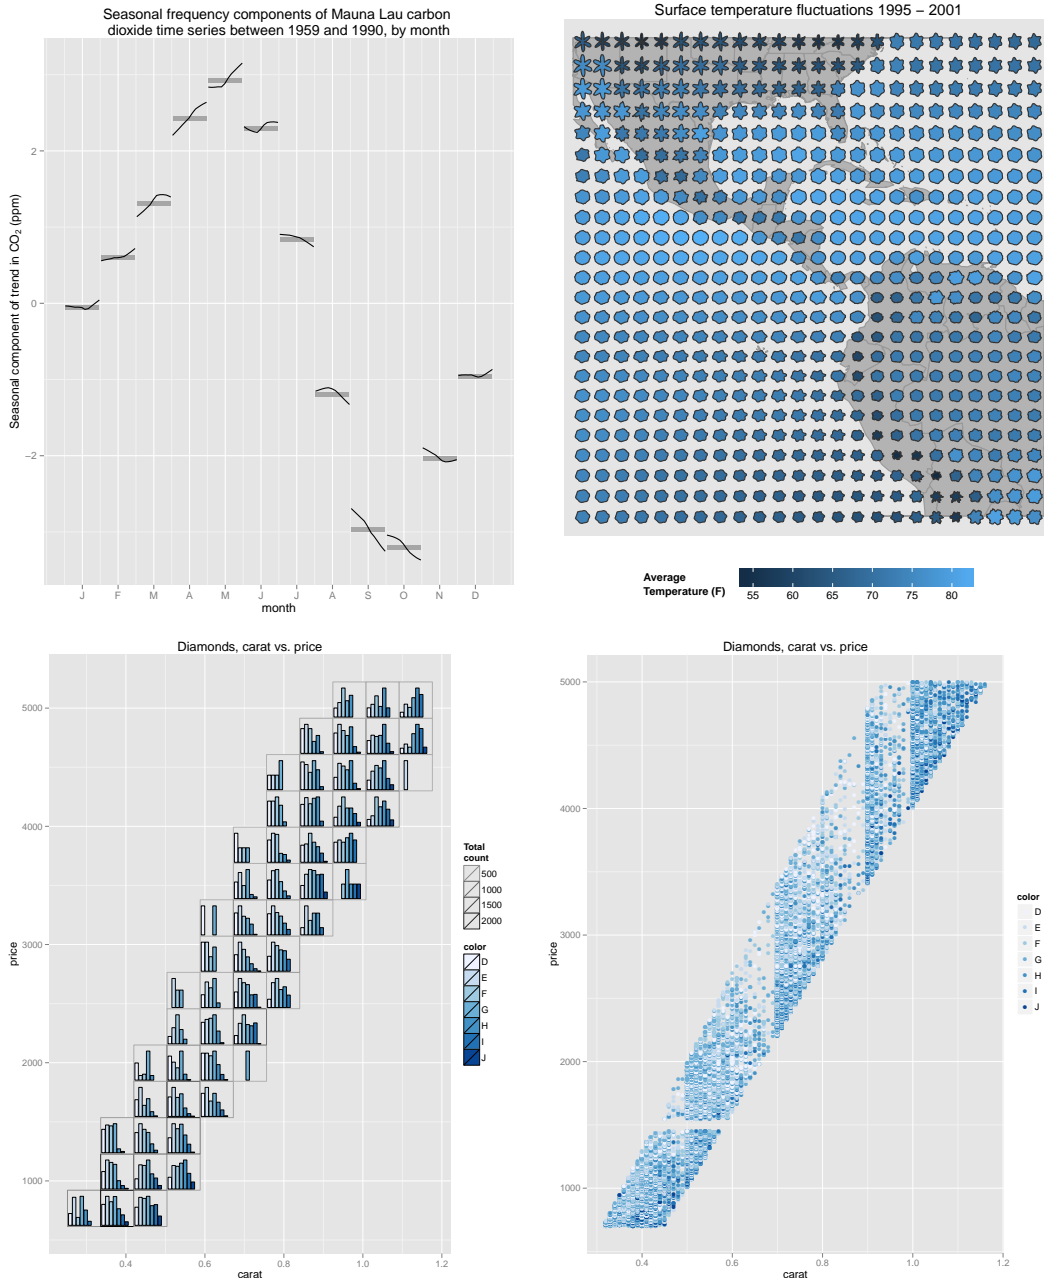 Seasonal frequency components of Mauna Lau carbon
dioxide time series between 1959 and 1990, by month
Seasonal component of trend in CO₂ (ppm)
2
0
−2
J F M A M J J A S O N D
month
Surface temperature fluctuations 1995 − 2001
Average
Temperature (F)
55 60 65 70 75 80
Diamonds, carat vs. price
price
5000
4000
3000
2000
1000
0.4 0.6 0.8 1.0 1.2
carat
Total
count
500
1000
1500
2000
color
D
E
F
G
H
I
J
Diamonds, carat vs. price
price
5000
4000
3000
2000
1000
0.4 0.6 0.8 1.0 1.2
carat
color
D
E
F
G
H
I
J